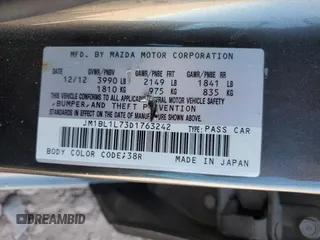 MFD. BY MAZDA MOTOR CORPORATION
GVWR/PNBV GAWR/PNBE FRT GAWR/PNBE RR
12/12 3990 LB 2149 LB 1841 LB
1810 KG 975 KG 835 KG
THIS VEHICLE CONFORMS TO ALL APPLICABLE
FEDERAL MOTOR VEHICLE SAFETY,
BUMPER, AND THEFT PREVENTION
JM1BL1L73D1763242 TYPE: PASS CAR
BODY COLOR CODE;38R
MADE IN JAPAN
DREAMBID